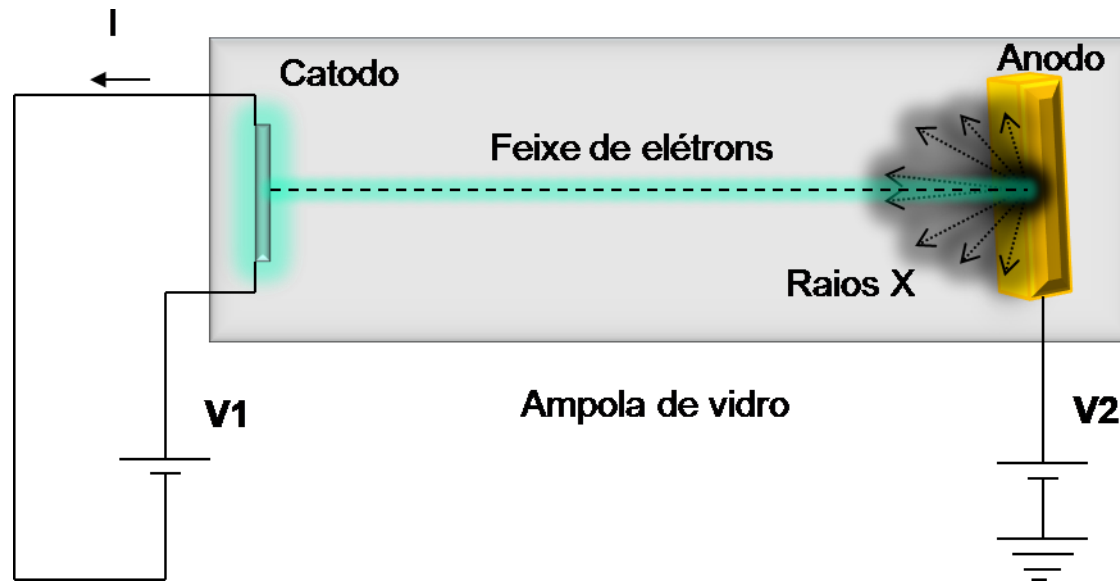 I
Catodo
Anodo
Feixe de elétrons
Raios X
Ampola de vidro
V1
V2